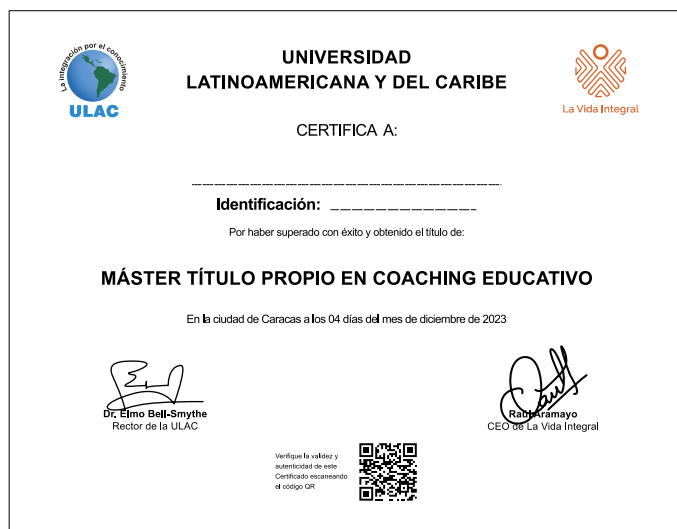 La integración por el conocimiento
ULAC
UNIVERSIDAD
LATINOAMERICANA Y DEL CARIBE
La Vida Integral
CERTIFICA A:
Identificación:
Por haber superado con éxito y obtenido el título de:
MÁSTER TÍTULO PROPIO EN COACHING EDUCATIVO
En la ciudad de Caracas a los 04 días del mes de diciembre de 2023
Dr. Elmo Bell-Smythe
Rector de la ULAC
Raúl Aramayo
CEO de La Vida Integral
Verifique la validez y
autenticidad de este
Certificado escaneando
el código QR